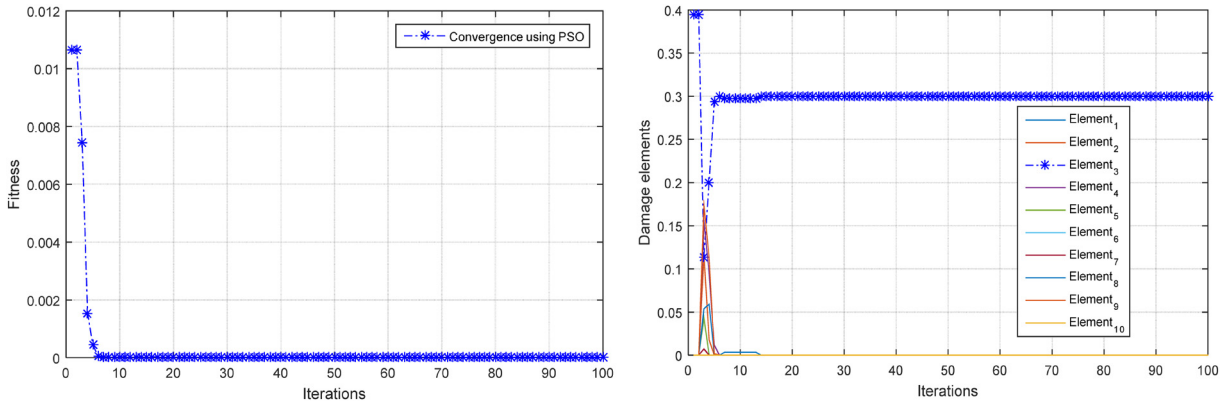 0.012
0.01
0.008
0.006
0.004
0.002
0
Fitness
Convergence using PSO
0 10 20 30 40 50 60 70 80 90 100
Iterations
0.4
0.35
0.3
0.25
0.2
0.15
0.1
0.05
0
Damage elements
Element1
Element2
Element3
Element4
Element5
Element6
Element7
Element8
Element9
Element10
0 10 20 30 40 50 60 70 80 90 100
Iterations